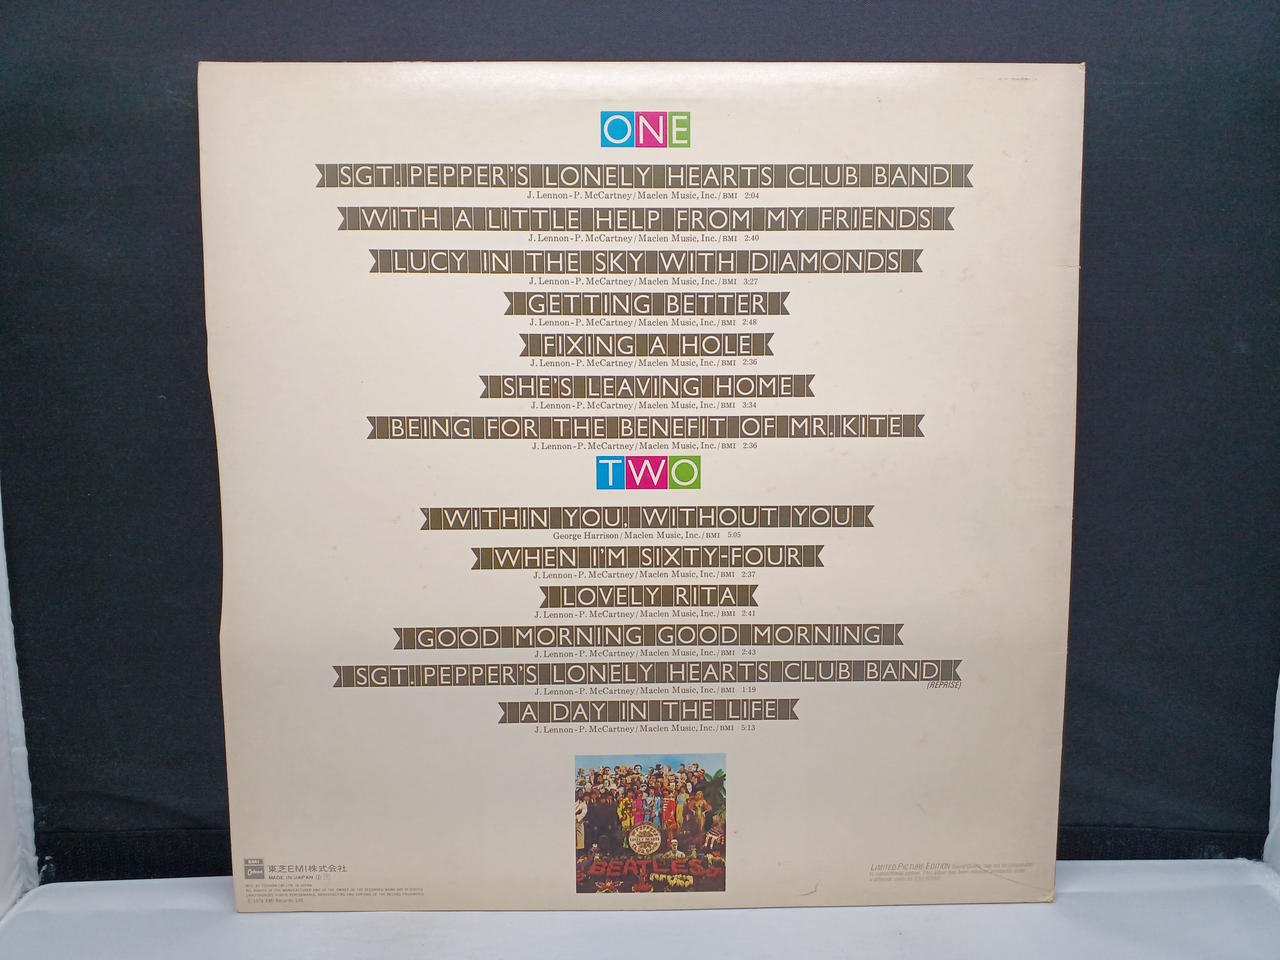 ONE
SGT. PEPPER'S LONELY HEARTS CLUB BAND
J. Lennon-P. McCartney/Maclen Music, Inc./BMI 2:04
WITH A LITTLE HELP FROM MY FRIENDS
J. Lennon-P. McCartney/Maclen Music, Inc./BMI 2:40
LUCY IN THE SKY WITH DIAMONDS
J. Lennon-P. McCartney/Maclen Music, Inc./BMI 3:27
GETTING BETTER
J. Lennon-P. McCartney/Maclen Music, Inc./BMI 2:48
FIXING A HOLE
J. Lennon-P. McCartney/Maclen Music, Inc./BMI 2:36
SHE'S LEAVING HOME
J. Lennon-P. McCartney/Maclen Music, Inc./BMI 3:34
BEING FOR THE BENEFIT OF MR. KITE
J. Lennon-P. McCartney/Maclen Music, Inc./BMI 2:36
TWO
WITHIN YOU, WITHOUT YOU
George Harrison/Maclen Music, Inc./BMI 5:05
WHEN I'M SIXTY-FOUR
J. Lennon-P. McCartney/Maclen Music, Inc./BMI 2:37
LOVELY RITA
J. Lennon-P. McCartney/Maclen Music, Inc./BMI 2:41
GOOD MORNING GOOD MORNING
J. Lennon-P. McCartney/Maclen Music, Inc./BMI 2:43
SGT. PEPPER'S LONELY HEARTS CLUB BAND
(REPRISE)
J. Lennon-P. McCartney/Maclen Music, Inc./BMI 1:19
A DAY IN THE LIFE
J. Lennon-P. McCartney/Maclen Music, Inc./BMI 5:13
LONELY HEARTS
BEATLES
EMI
Odeon
東芝EMI株式会社
MADE IN JAPAN
LIMITED PICTURE EDITION